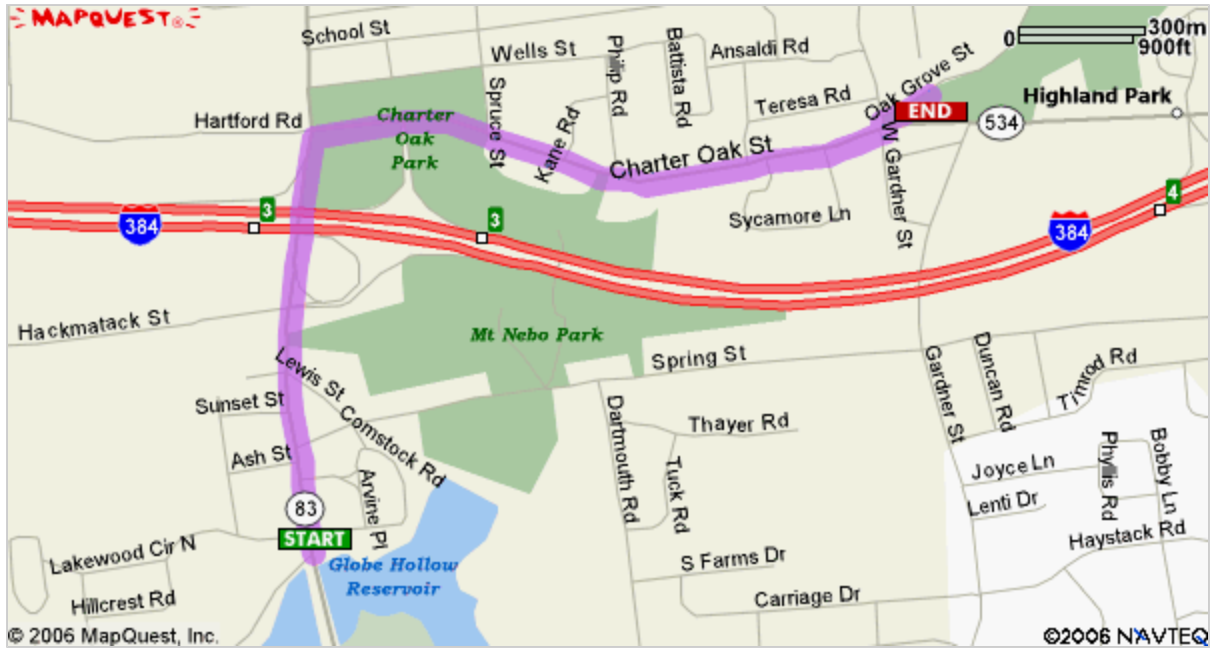 MAPQUEST®
School St
Wells St
Philip Rd
Battista Rd
Ansaldi Rd
Oak Grove St
0 300m
900ft
Hartford Rd
Charter
Oak
Park
Spruce St
Kane Rd
Teresa Rd
END
Highland Park
534
Charter Oak St
W Gardner St
Sycamore Ln
3
3
4
384
384
Hackmatack St
Mt Nebo Park
Spring St
Lewis St
Sunset St
Comstock Rd
Ash St
Arvine Pl
Dartmouth Rd
Thayer Rd
Tuck Rd
Gardner St
Duncan Rd
Timrod Rd
Joyce Ln
Lenti Dr
Phyllis Rd
Bobby Ln
Haystack Rd
83
START
Lakewood Cir N
Hillcrest Rd
Globe Hollow
Reservoir
S Farms Dr
Carriage Dr
© 2006 MapQuest, Inc.
©2006 NAVTEQ